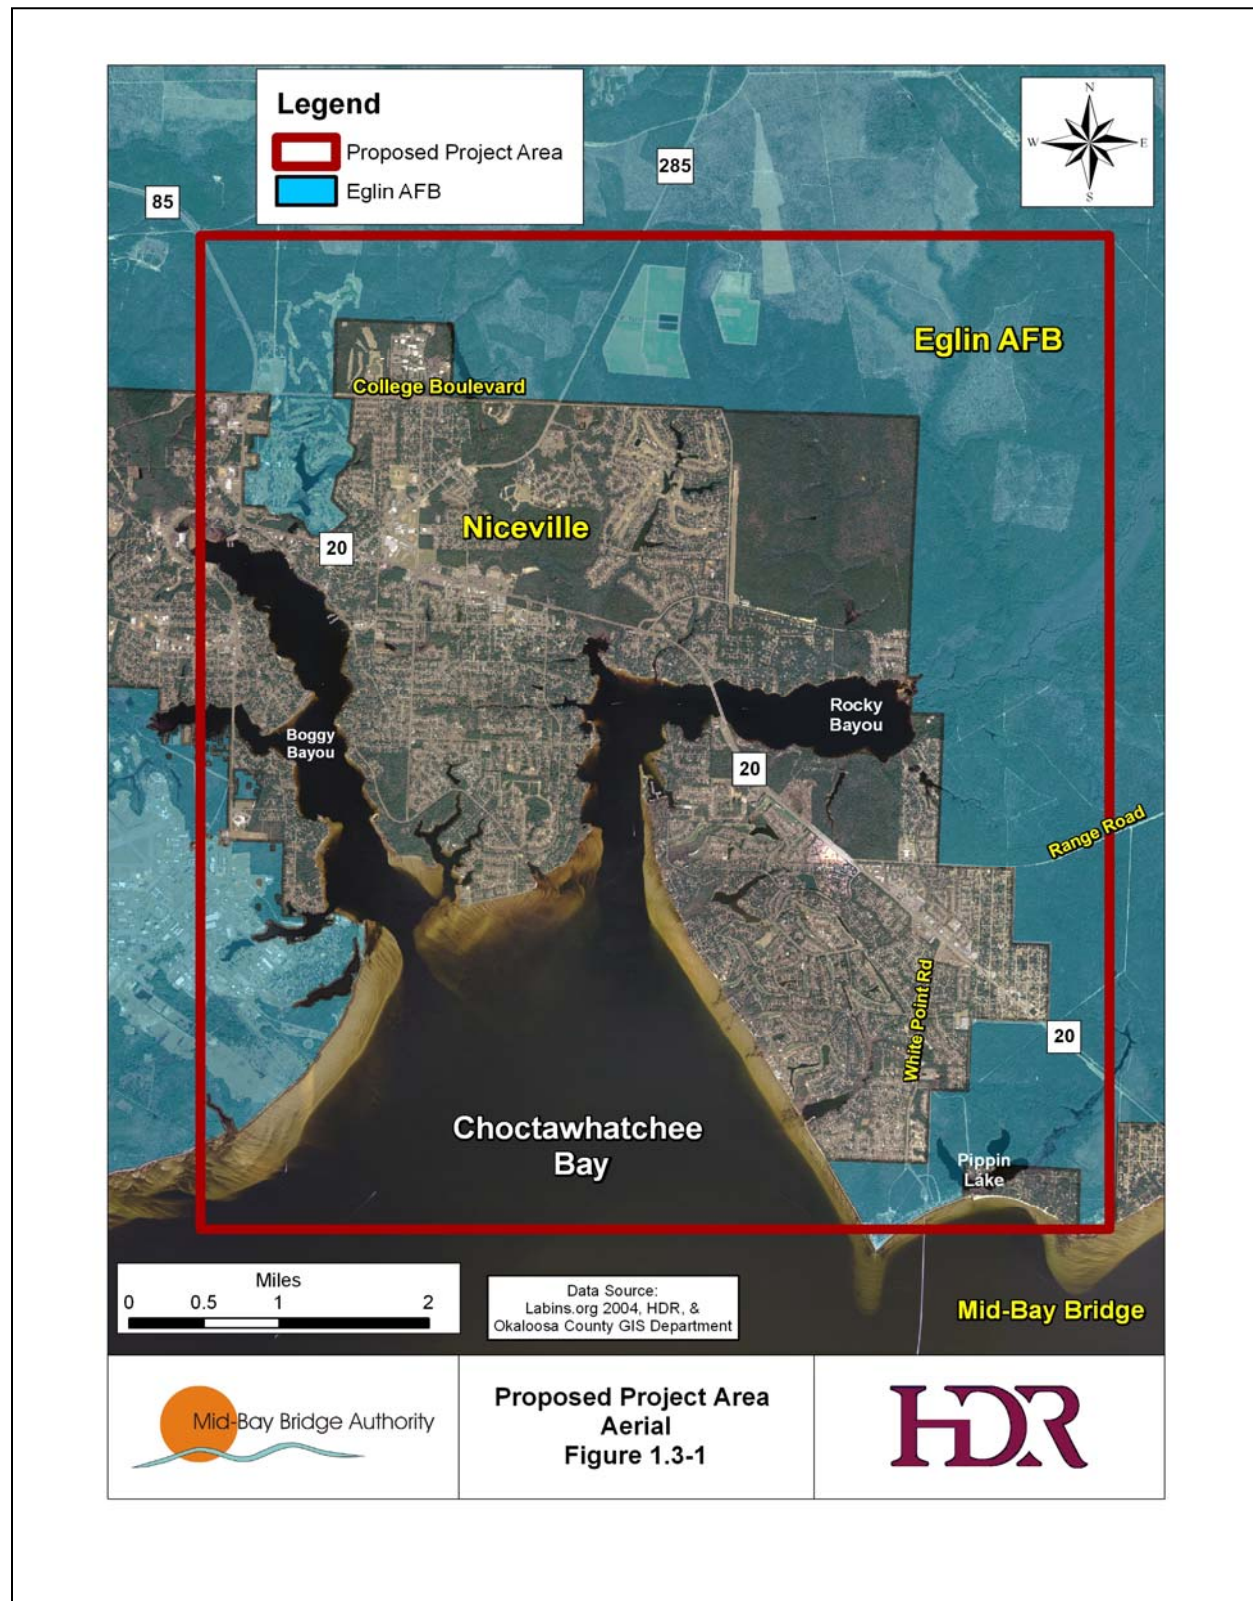 Legend
Proposed Project Area
Eglin AFB
N
W
E
S
85
285
Eglin AFB
College Boulevard
Niceville
20
Rocky
Bayou
Boggy
Bayou
20
Range Road
White Point Rd
20
Choctawhatchee
Bay
Pippin
Lake
Miles
0 0.5 1 2
Data Source:
Labins.org 2004, HDR, &
Okaloosa County GIS Department
Mid-Bay Bridge
Mid-Bay Bridge Authority
Proposed Project Area
Aerial
Figure 1.3-1
HDR